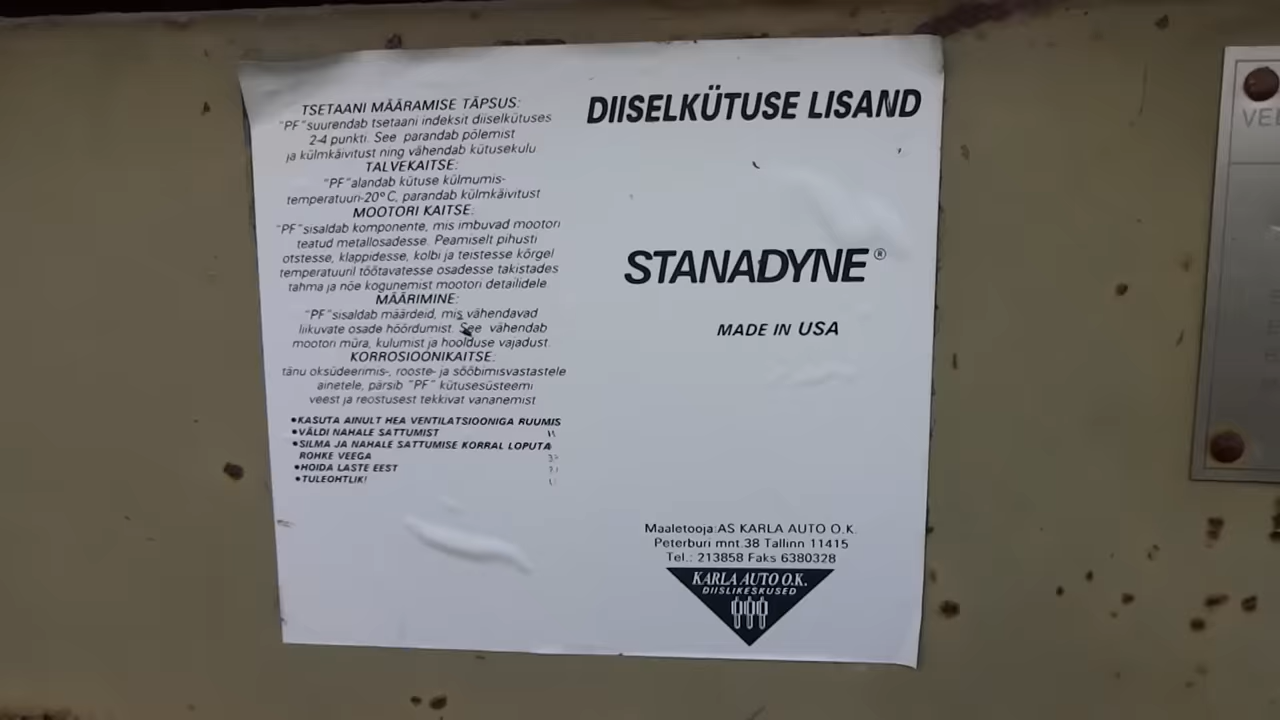 TSETAANI MÄÄRAMISE TÄPSUS:
"PF" suurendab tsetaani indeksit diiselkütuses
2-4 punkti. See parandab põlemist
ja külmkäivitust ning vähendab kütusekulu
TALVEKAITSE:
"PF" alandab kütuse külmumis-
temperatuuri-20°C, parandab külmkäivitust
MOOTORI KAITSE:
"PF" sisaldab komponente, mis imbuvad mootori
teatud metallosadesse. Peamiselt pihusti
otstesse, klappidesse, kolbi ja teistesse kõrgel
temperatuuril töötavatesse osadesse takistades
tahma ja nõe kogunemist mootori detailidele.
MÄÄRIMINE:
"PF" sisaldab määrdeid, mis vähendavad
liikuvate osade hõõrdumist. See vähendab
mootori müra, kulumist ja hoolduse vajadust.
KORROSIOONIKAITSE:
tänu oksüdeerimis-, rooste- ja sööbimisvastastele
ainetele, pärsib "PF" kütusesüsteemi
veest ja reostusest tekkivat vananemist
•KASUTA AINULT HEA VENTILATSIOONIGA RUUMIS
•VÄLDI NAHALE SATTUMIST
•SILMA JA NAHALE SATTUMISE KORRAL LOPUTA
ROHKE VEEGA
•HOIDA LASTE EEST
•TULEOHTLIK!
DIISELKÜTUSE LISAND
STANADYNE®
MADE IN USA
Maaletooja:AS KARLA AUTO O.K.
Peterburi mnt.38 Tallinn 11415
Tel.: 213858 Faks 6380328
KARLA AUTO O.K.
DIISLIKESKUSED